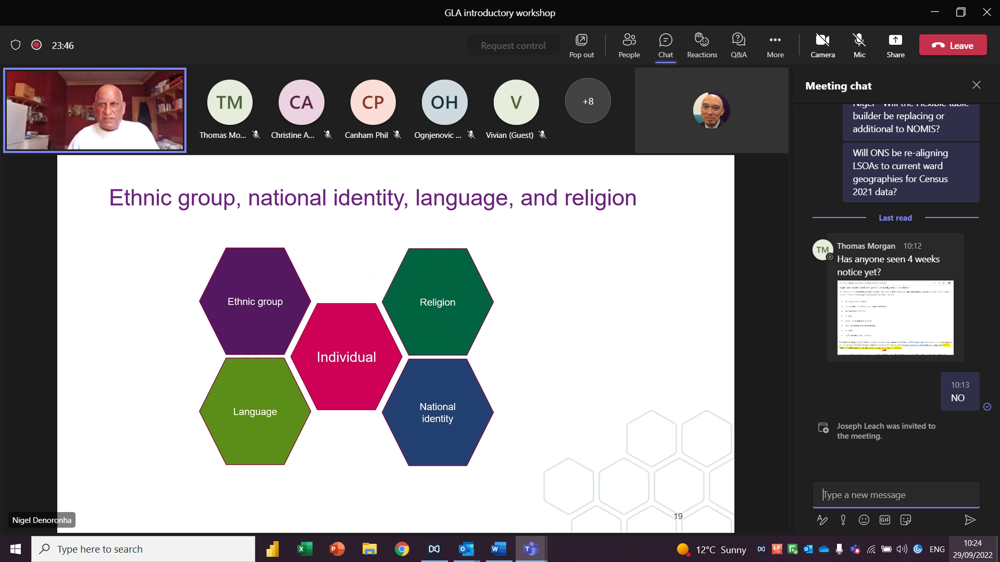 GLA introductory workshop
23:46
Request control
Pop out
People
Chat
Reactions
Q&A
More
Camera
Mic
Share
Leave
TM
CA
CP
OH
V
+8
Thomas Mo...
Christine A...
Canham Phil
Ognjenovic ...
Vivian (Guest)
Ethnic group, national identity, language, and religion
Ethnic group
Religion
Individual
Language
National
identity
19
Nigel Denoronha
Meeting chat
builder be replacing or
additional to NOMIS?
Will ONS be re-aligning
LSOAs to current ward
geographies for Census
2021 data?
Last read
TM
Thomas Morgan 10:12
Has anyone seen 4 weeks
notice yet?
10:13
NO
Joseph Leach was invited to
the meeting.
Type a new message
GIF
Type here to search
12°C Sunny
ENG
10:24
29/09/2022